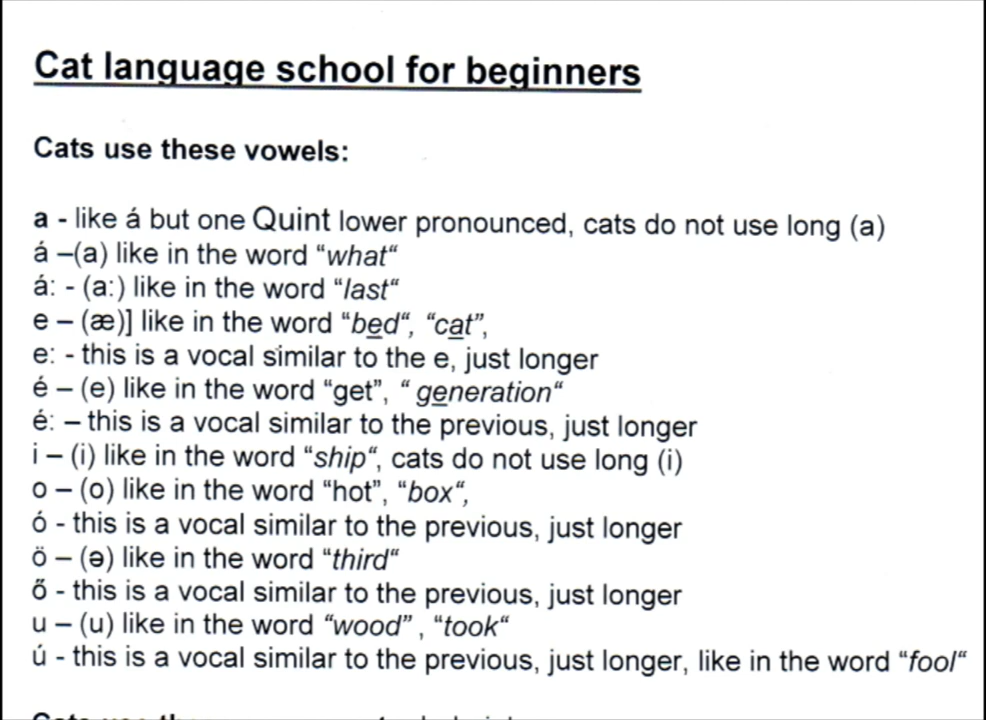 Cat language school for beginners
Cats use these vowels:
a - like á but one Quint lower pronounced, cats do not use long (a)
á –(a) like in the word “what“
á: - (a:) like in the word “last“
e – (æ)] like in the word “bed“, “cat”,
e: - this is a vocal similar to the e, just longer
é – (e) like in the word “get”, “ generation“
é: – this is a vocal similar to the previous, just longer
i – (i) like in the word “ship“, cats do not use long (i)
o – (o) like in the word “hot”, “box“,
ó - this is a vocal similar to the previous, just longer
ö – (ə) like in the word “third“
ő - this is a vocal similar to the previous, just longer
u – (u) like in the word “wood” , “took“
ú - this is a vocal similar to the previous, just longer, like in the word “fool“
Cats use